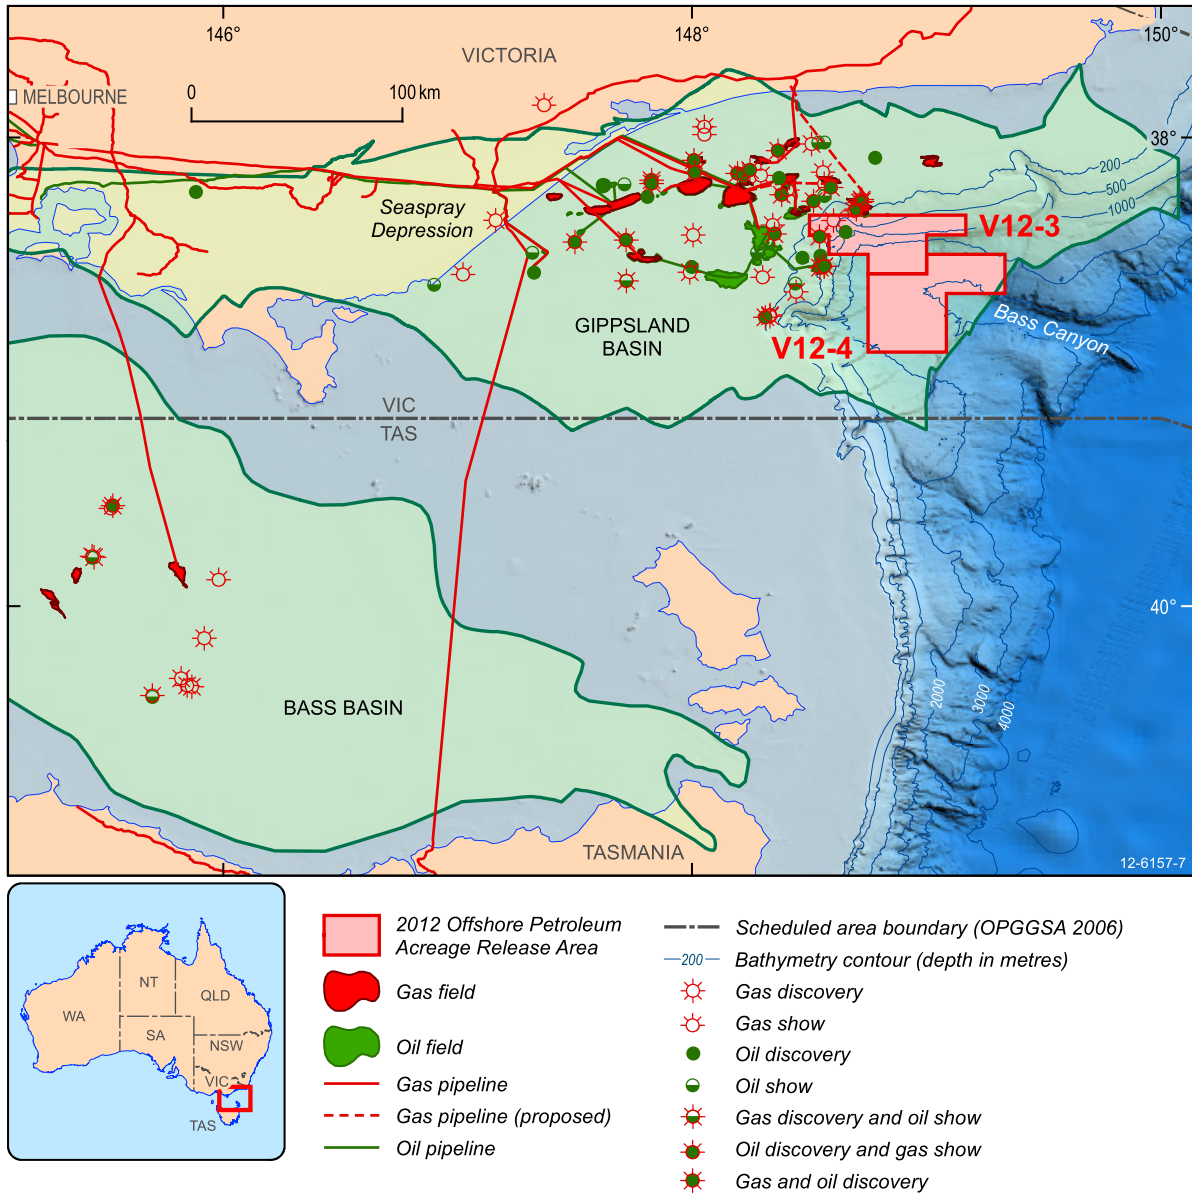 146°
148°
150°
VICTORIA
MELBOURNE
0
100 km
38°
200
500
1000
Seaspray
Depression
V12-3
GIPPSLAND
BASIN
V12-4
Bass Canyon
VIC
TAS
40°
2000
3000
4000
BASS BASIN
TASMANIA
12-6157-7
WA
NT
QLD
SA
NSW
VIC
TAS
2012 Offshore Petroleum
Acreage Release Area
Gas field
Oil field
Gas pipeline
Gas pipeline (proposed)
Oil pipeline
Scheduled area boundary (OPGGSA 2006)
200
Bathymetry contour (depth in metres)
Gas discovery
Gas show
Oil discovery
Oil show
Gas discovery and oil show
Oil discovery and gas show
Gas and oil discovery